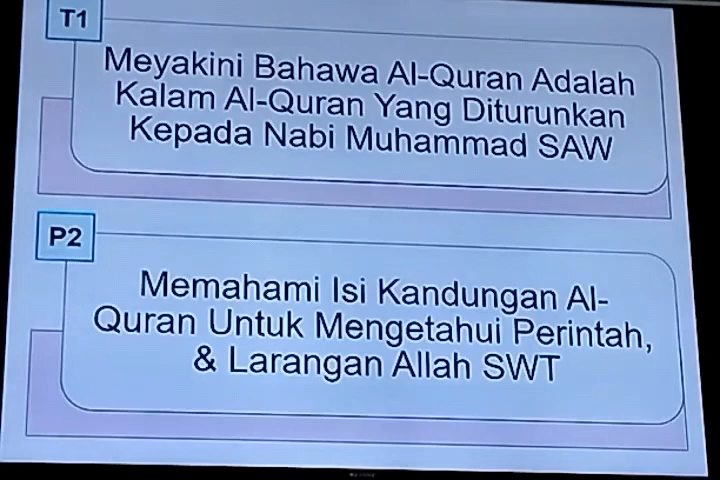 T1
Meyakini Bahawa Al-Quran Adalah
Kalam Al-Quran Yang Diturunkan
Kepada Nabi Muhammad SAW
P2
Memahami Isi Kandungan Al-
Quran Untuk Mengetahui Perintah,
& Larangan Allah SWT